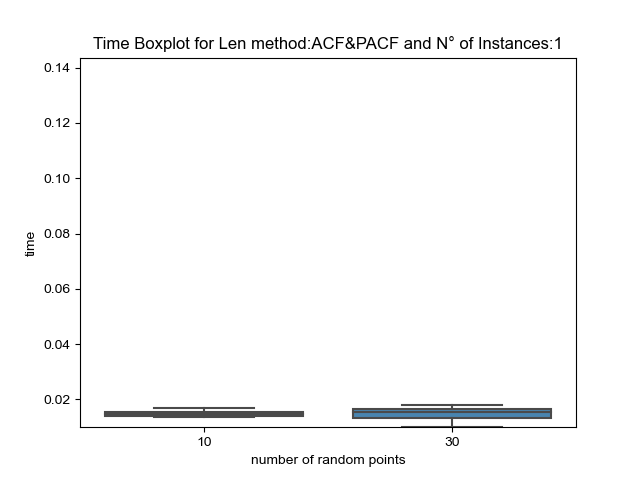 Time Boxplot for Len method:ACF&PACF and N° of Instances:1
0.14
0.12
0.10
0.08
0.06
0.04
0.02
time
10 30
number of random points